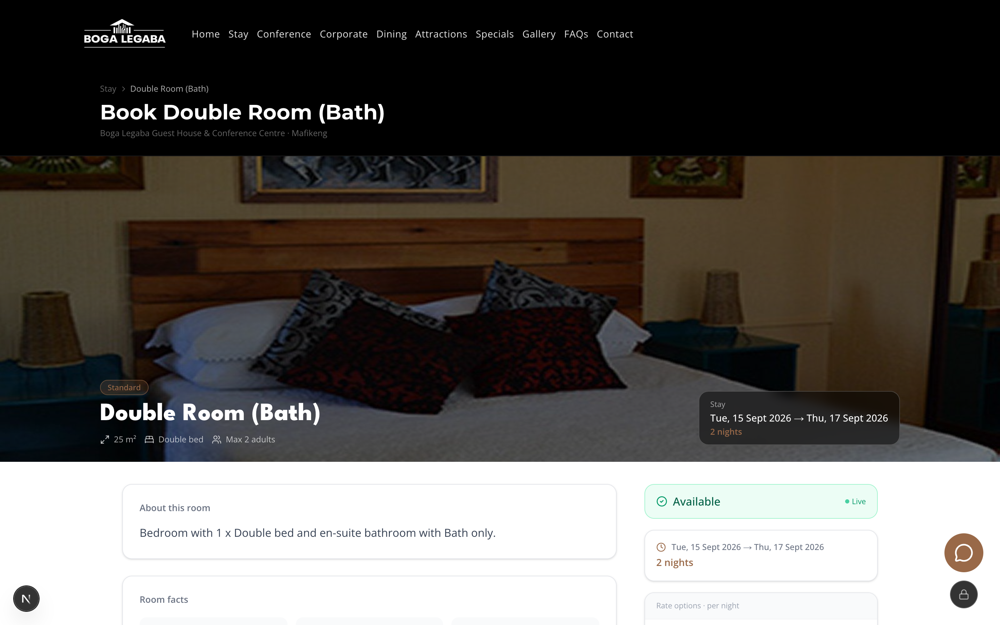 BOGA LEGABA
Home Stay Conference Corporate Dining Attractions Specials Gallery FAQs Contact
Stay > Double Room (Bath)
Book Double Room (Bath)
Boga Legaba Guest House & Conference Centre · Mafikeng
Standard
Double Room (Bath)
25 m² Double bed Max 2 adults
Stay
Tue, 15 Sept 2026 → Thu, 17 Sept 2026
2 nights
About this room
Bedroom with 1 x Double bed and en-suite bathroom with Bath only.
Room facts
Available
Live
Tue, 15 Sept 2026 → Thu, 17 Sept 2026
2 nights
Rate options · per night
N